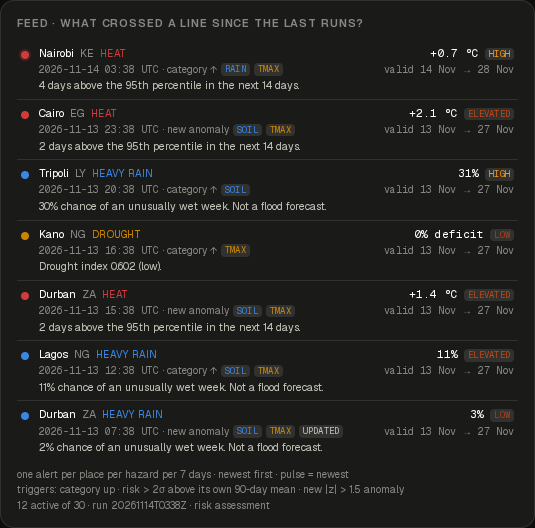 FEED · WHAT CROSSED A LINE SINCE THE LAST RUNS?
Nairobi KE HEAT +0.7 °C HIGH
2026-11-14 03:38 UTC · category ↑ RAIN TMAX valid 14 Nov → 28 Nov
4 days above the 95th percentile in the next 14 days.
Cairo EG HEAT +2.1 °C ELEVATED
2026-11-13 23:38 UTC · new anomaly SOIL TMAX valid 13 Nov → 27 Nov
2 days above the 95th percentile in the next 14 days.
Tripoli LY HEAVY RAIN 31% HIGH
2026-11-13 20:38 UTC · category ↑ SOIL valid 13 Nov → 27 Nov
30% chance of an unusually wet week. Not a flood forecast.
Kano NG DROUGHT 0% deficit LOW
2026-11-13 16:38 UTC · category ↑ TMAX valid 13 Nov → 27 Nov
Drought index 0.602 (low).
Durban ZA HEAT +1.4 °C ELEVATED
2026-11-13 15:38 UTC · new anomaly SOIL TMAX valid 13 Nov → 27 Nov
2 days above the 95th percentile in the next 14 days.
Lagos NG HEAVY RAIN 11% ELEVATED
2026-11-13 12:38 UTC · category ↑ SOIL TMAX valid 13 Nov → 27 Nov
11% chance of an unusually wet week. Not a flood forecast.
Durban ZA HEAVY RAIN 3% LOW
2026-11-13 07:38 UTC · new anomaly SOIL TMAX UPDATED valid 13 Nov → 27 Nov
2% chance of an unusually wet week. Not a flood forecast.
one alert per place per hazard per 7 days · newest first · pulse = newest
triggers: category up · risk > 2σ above its own 90-day mean · new |z| > 1.5 anomaly
12 active of 30 · run 20261114T0338Z · risk assessment